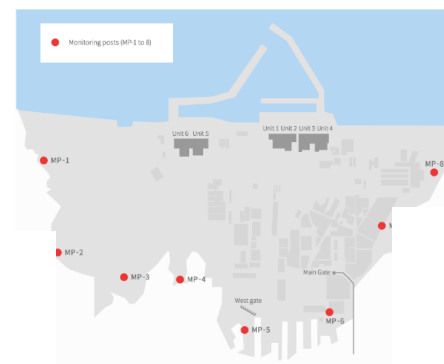 Monitoring posts (MP-1 to 8)
Unit 6 Unit 5
Unit 1 Unit 2 Unit 3 Unit 4
MP-1
MP-8
MP-2
MP-3
MP-4
Main Gate
West gate
MP-6
MP-5